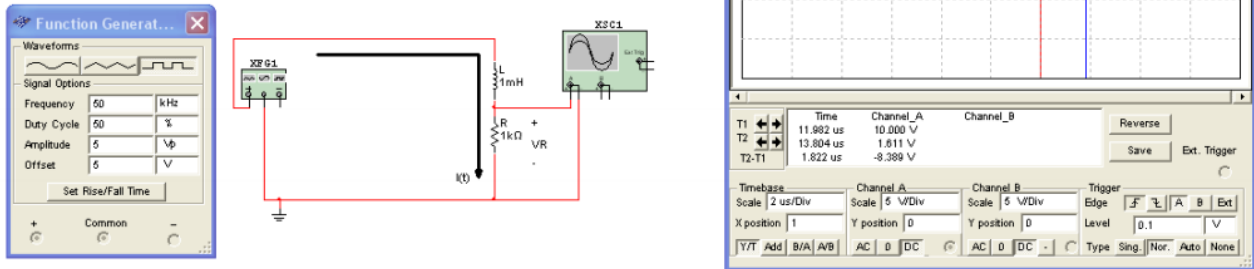 Function Generat...
Waveforms
Signal Options
Frequency 50 kHz
Duty Cycle 50 %
Amplitude 5 Vp
Offset 5 V
Set Rise/Fall Time
+ Common -
XFG1
L
1mH
R
1kΩ
+
VR
-
I(t)
XSC1
Ext Trig
+
A B
T1
T2
T2-T1
Time Channel_A Channel_B
11.982 us 10.000 V
13.804 us 1.611 V
1.822 us -8.389 V
Reverse
Save
Ext. Trigger
Timebase
Scale 2 us/Div
X position 1
Y/T Add B/A A/B
Channel A
Scale 5 V/Div
Y position 0
AC 0 DC
Channel B
Scale 5 V/Div
Y position 0
AC 0 DC -
Trigger
Edge A B Ext
Level 0.1 V
Type Sing. Nor. Auto None